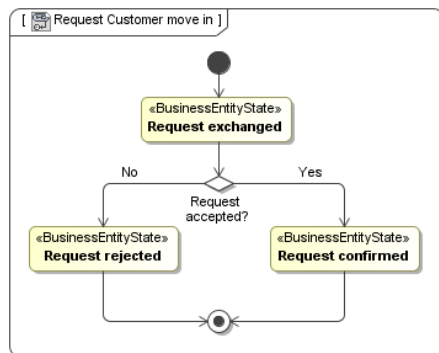 [ Request Customer move in ]
«BusinessEntityState»
Request exchanged
No
Yes
Request
accepted?
«BusinessEntityState»
Request rejected
«BusinessEntityState»
Request confirmed